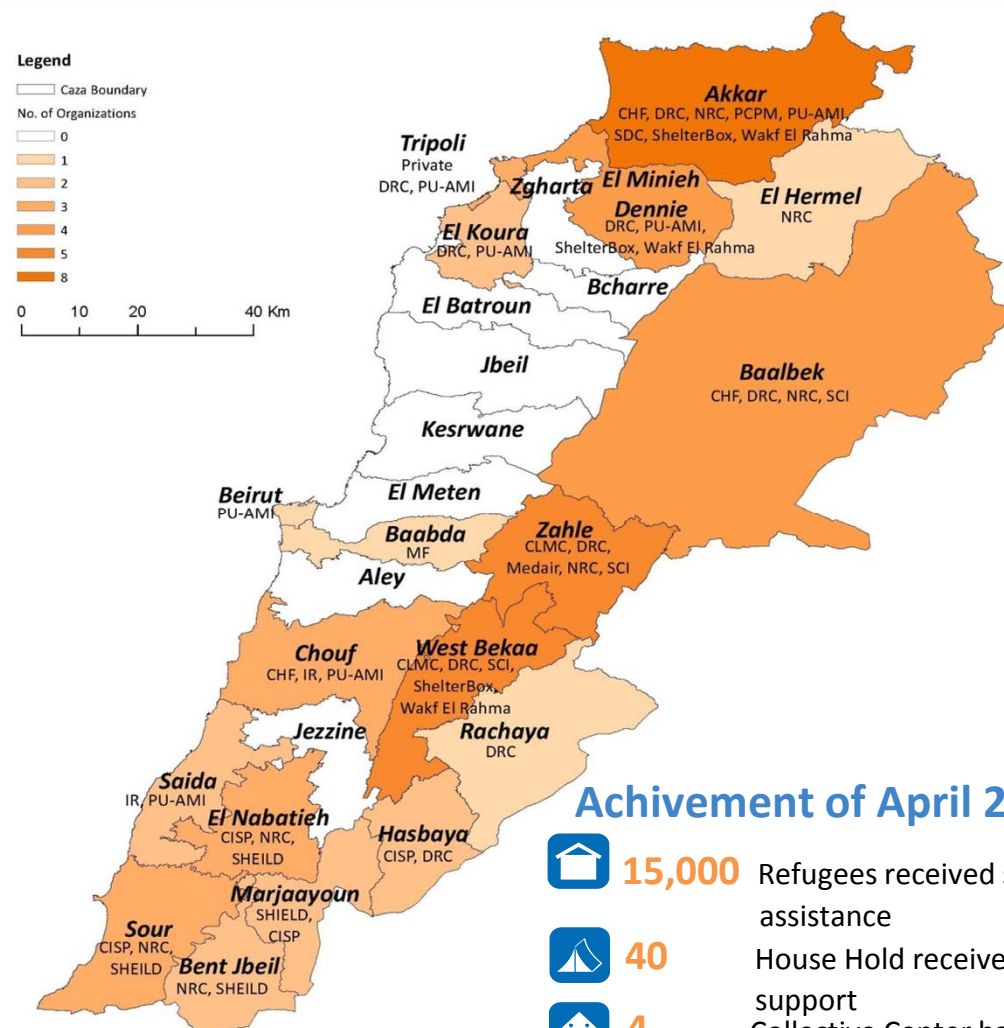 Legend
Caza Boundary
No. of Organizations
0
1
2
3
4
5
8
0 10 20 40 Km
Akkar
CHF, DRC, NRC, PCPM, PU-AMI,
SDC, ShelterBox, Wakf El Rahma
Tripoli
Private
DRC, PU-AMI
Zgharta
El Minieh
Dennie
DRC, PU-AMI,
ShelterBox, Wakf El Rahma
El Hermel
NRC
El Koura
DRC, PU-AMI
Bcharre
El Batroun
Jbeil
Baalbek
CHF, DRC, NRC, SCI
Kesrwane
El Meten
Beirut
PU-AMI
Baabda
MF
Zahle
CLMC, DRC,
Medair, NRC, SCI
Aley
Chouf
CHF, IR, PU-AMI
West Bekaa
CLMC, DRC, SCI,
ShelterBox,
Wakf El Rahma
Jezzine
Rachaya
DRC
Saida
IR, PU-AMI
El Nabatieh
CISP, NRC,
SHEILD
Hasbaya
CISP, DRC
Marjaayoun
SHIELD,
CISP
Sour
CISP, NRC,
SHEILD
Bent Jbeil
NRC, SHEILD
Achivement of April 2
15,000 Refugees received s
assistance
40 House Hold receive
support
4 Collective Center